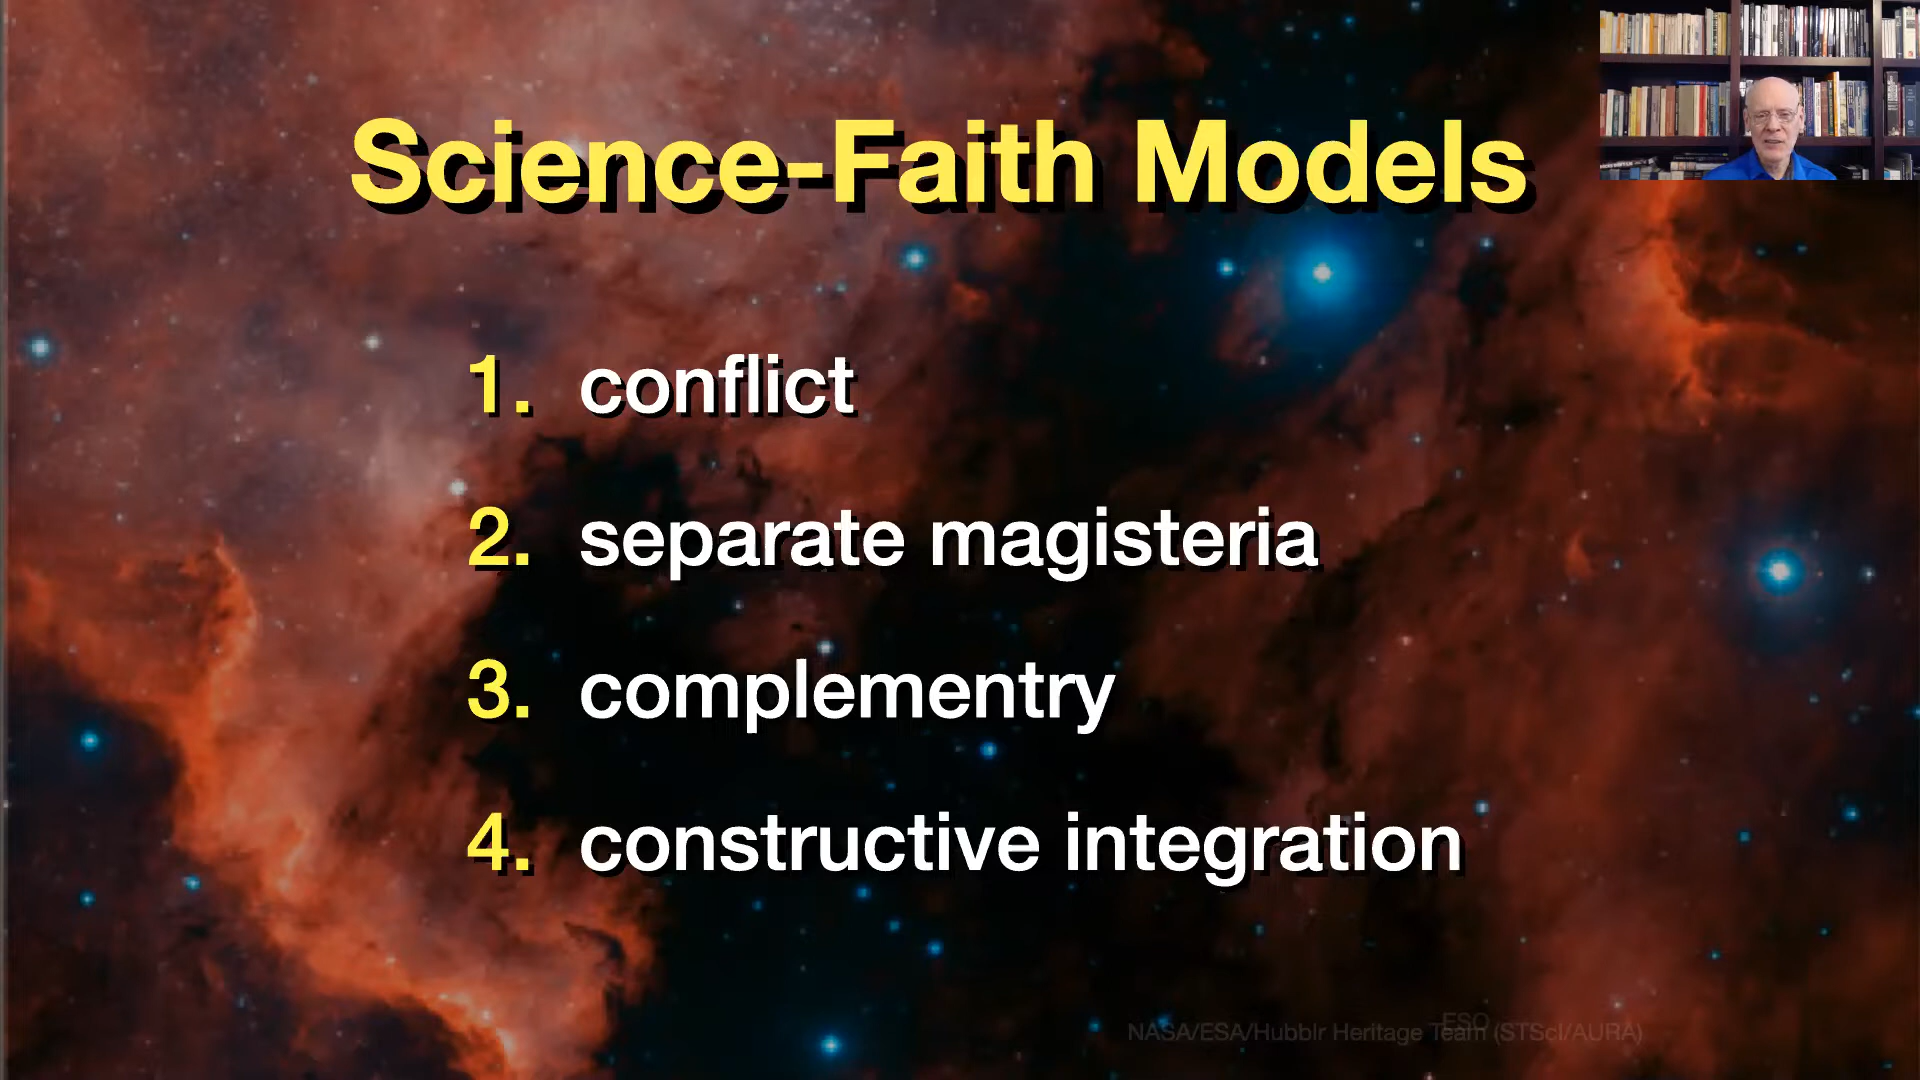 Science-Faith Models
1. conflict
2. separate magisteria
3. complementry
4. constructive integration
ESO
NASA/ESA/Hubblr Heritage Team (STScI/AURA)